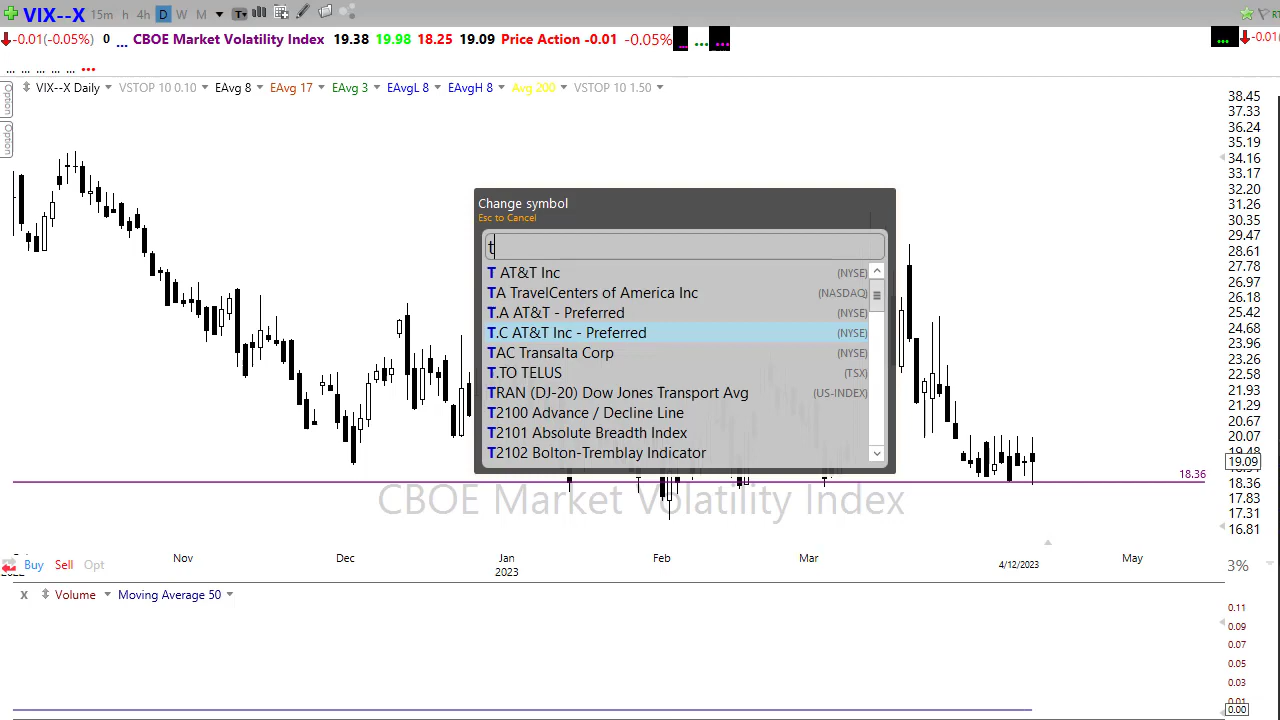 VIX--X 15m h 4h D W M T
-0.01(-0.05%) 0 ... CBOE Market Volatility Index 19.38 19.98 18.25 19.09 Price Action -0.01 -0.05% ... ... ... ... -0.01
... ... ... ... ... ...
VIX--X Daily VSTOP 10 0.10 EAvg 8 EAvg 17 EAvg 3 EAvgL 8 EAvgH 8 Avg 200 VSTOP 10 1.50
Option
Option
Change symbol
Esc to Cancel
t
T AT&T Inc (NYSE)
TA TravelCenters of America Inc (NASDAQ)
T.A AT&T - Preferred (NYSE)
T.C AT&T Inc - Preferred (NYSE)
TAC Transalta Corp (NYSE)
T.TO TELUS (TSX)
TRAN (DJ-20) Dow Jones Transport Avg (US-INDEX)
T2100 Advance / Decline Line
T2101 Absolute Breadth Index
T2102 Bolton-Tremblay Indicator
38.45
37.33
36.24
35.19
34.16
33.17
32.20
31.26
30.35
29.47
28.61
27.78
26.97
26.18
25.42
24.68
23.96
23.26
22.58
21.93
21.29
20.67
20.07
19.09
18.36
18.36
17.83
17.31
16.81
CBOE Market Volatility Index
Nov Dec Jan Feb Mar 4/12/2023 May
2023
Buy Sell Opt 3%
X Volume Moving Average 50
0.11
0.09
0.07
0.05
0.03
0.01
0.00